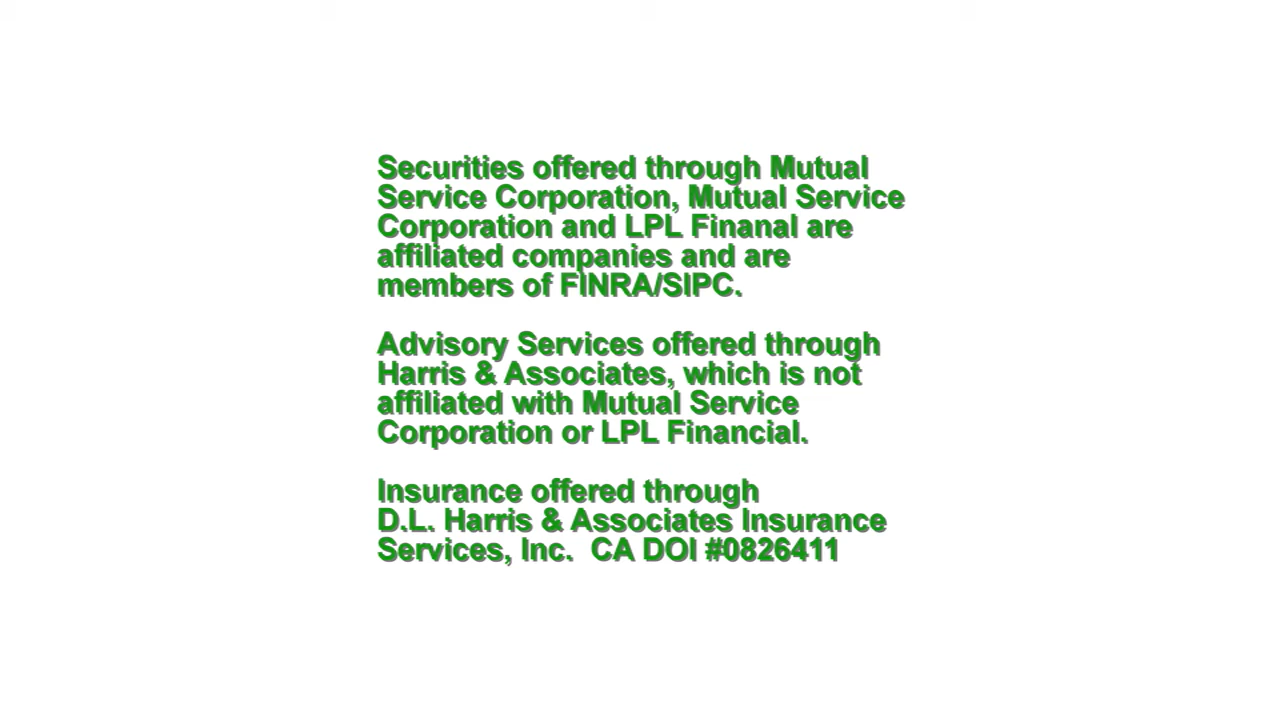 Securities offered through Mutual
Service Corporation, Mutual Service
Corporation and LPL Finanal are
affiliated companies and are
members of FINRA/SIPC.
Advisory Services offered through
Harris & Associates, which is not
affiliated with Mutual Service
Corporation or LPL Financial.
Insurance offered through
D.L. Harris & Associates Insurance
Services, Inc.  CA DOI #0826411